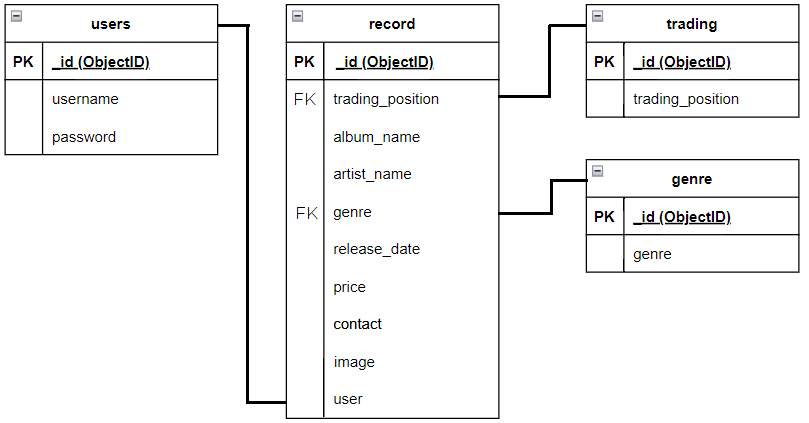 users
PK _id (ObjectID)
username
password
record
PK _id (ObjectID)
FK trading_position
album_name
artist_name
FK genre
release_date
price
contact
image
user
trading
PK _id (ObjectID)
trading_position
genre
PK _id (ObjectID)
genre